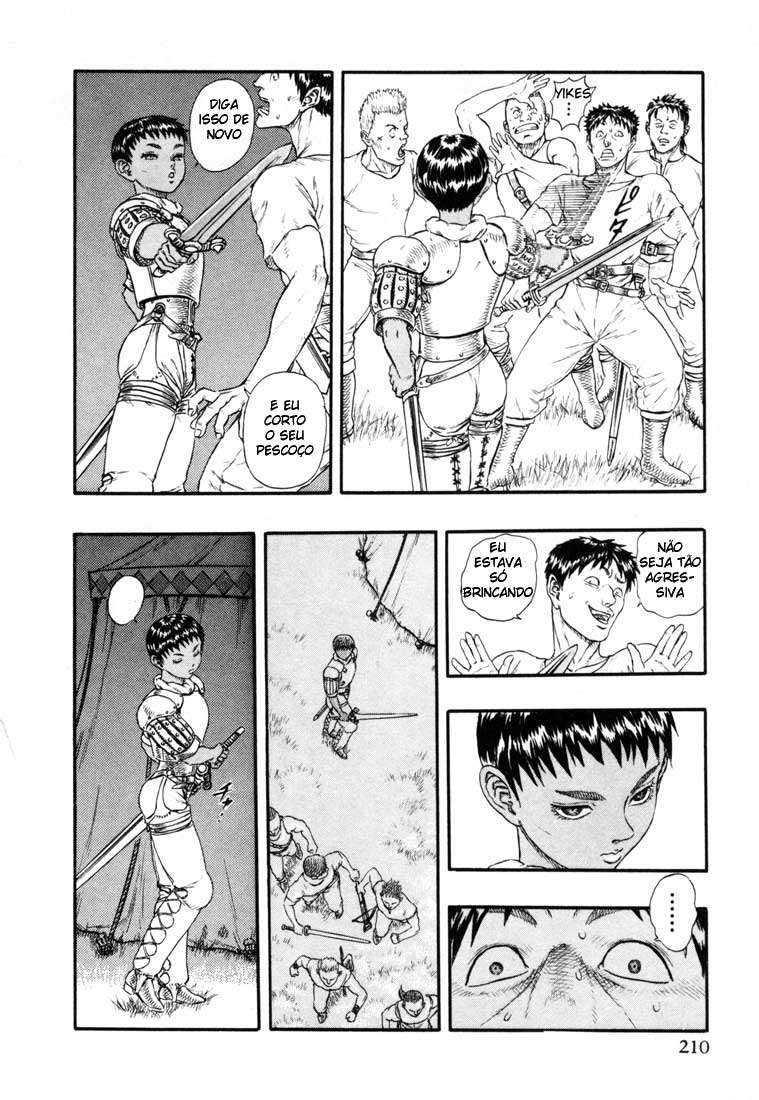 YIKES
...
DIGA
ISSO DE
NOVO
E EU
CORTO
O SEU
PESCOÇO
NÃO
SEJA TÃO
AGRES-
SIVA
EU
ESTAVA
SÓ
BRINCANDO
......
210